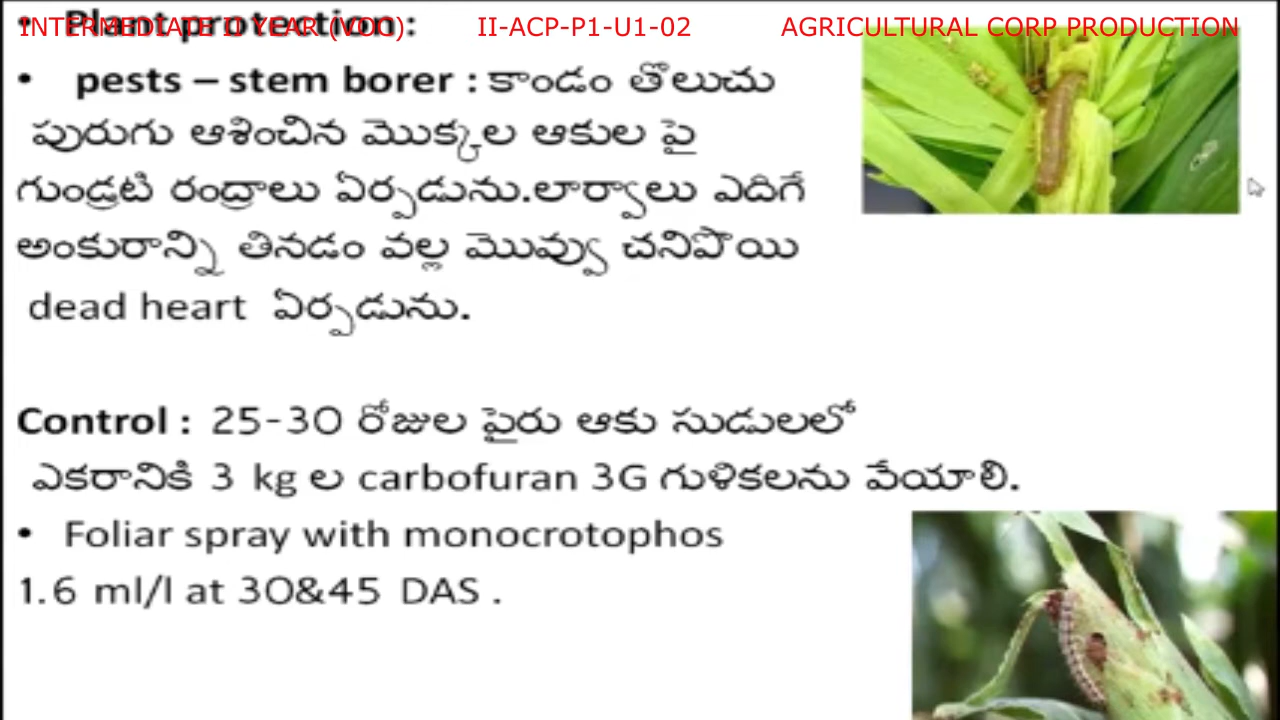 INTERMEDIATE II YEAR (VOC) II-ACP-P1-U1-02 AGRICULTURAL CORP PRODUCTION
• Plant protection :
• pests – stem borer : కాండం తొలుచు
పురుగు ఆశించిన మొక్కల ఆకుల పై
గుండ్రటి రంద్రాలు ఏర్పడును.లార్వాలు ఎదిగే
అంకురాన్ని తినడం వల్ల మొవ్వు చనిపొయి
dead heart ఏర్పడును.
Control : 25-30 రోజుల పైరు ఆకు సుడులలో
ఎకరానికి 3 kg ల carbofuran 3G గుళికలను వేయాలి.
• Foliar spray with monocrotophos
1.6 ml/l at 30&45 DAS .